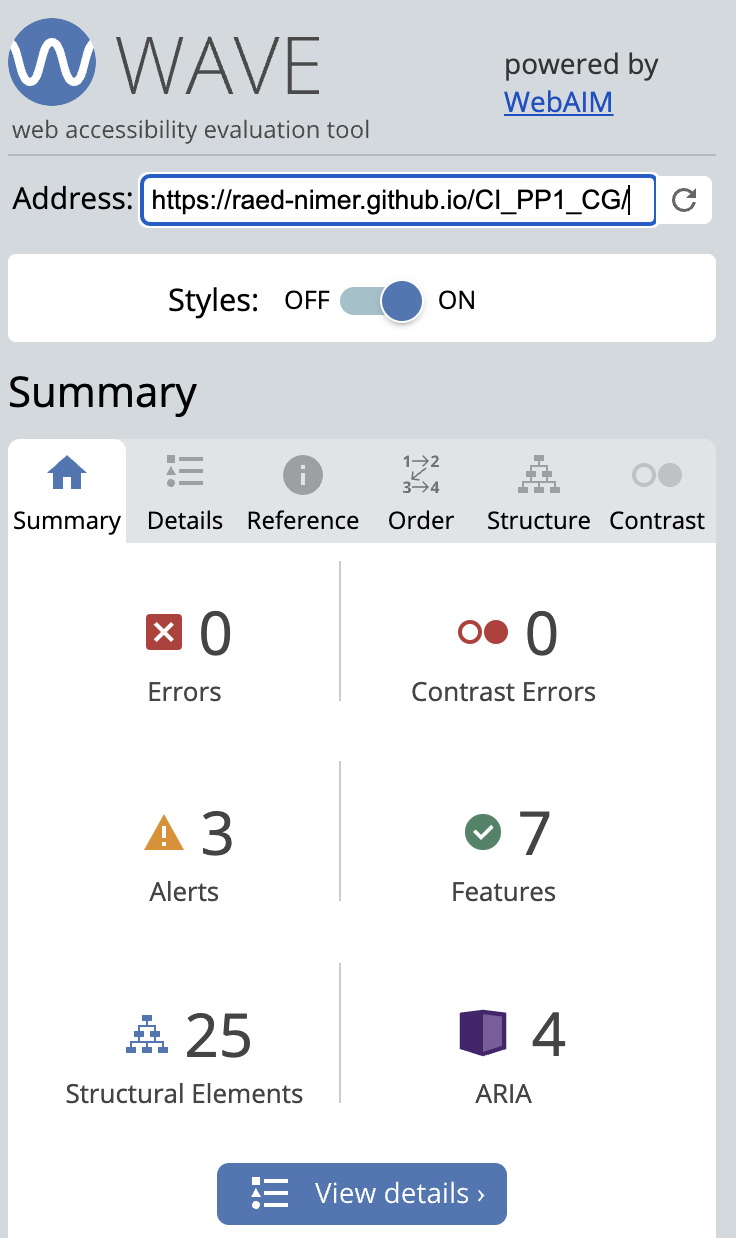 WAVE
powered by
WebAIM
web accessibility evaluation tool
Address: https://raed-nimer.github.io/CI_PP1_CG/
Styles: OFF ON
Summary
1 2
3 4
Summary Details Reference Order Structure Contrast
0 0
Errors Contrast Errors
3 7
Alerts Features
25 4
Structural Elements ARIA
View details ›